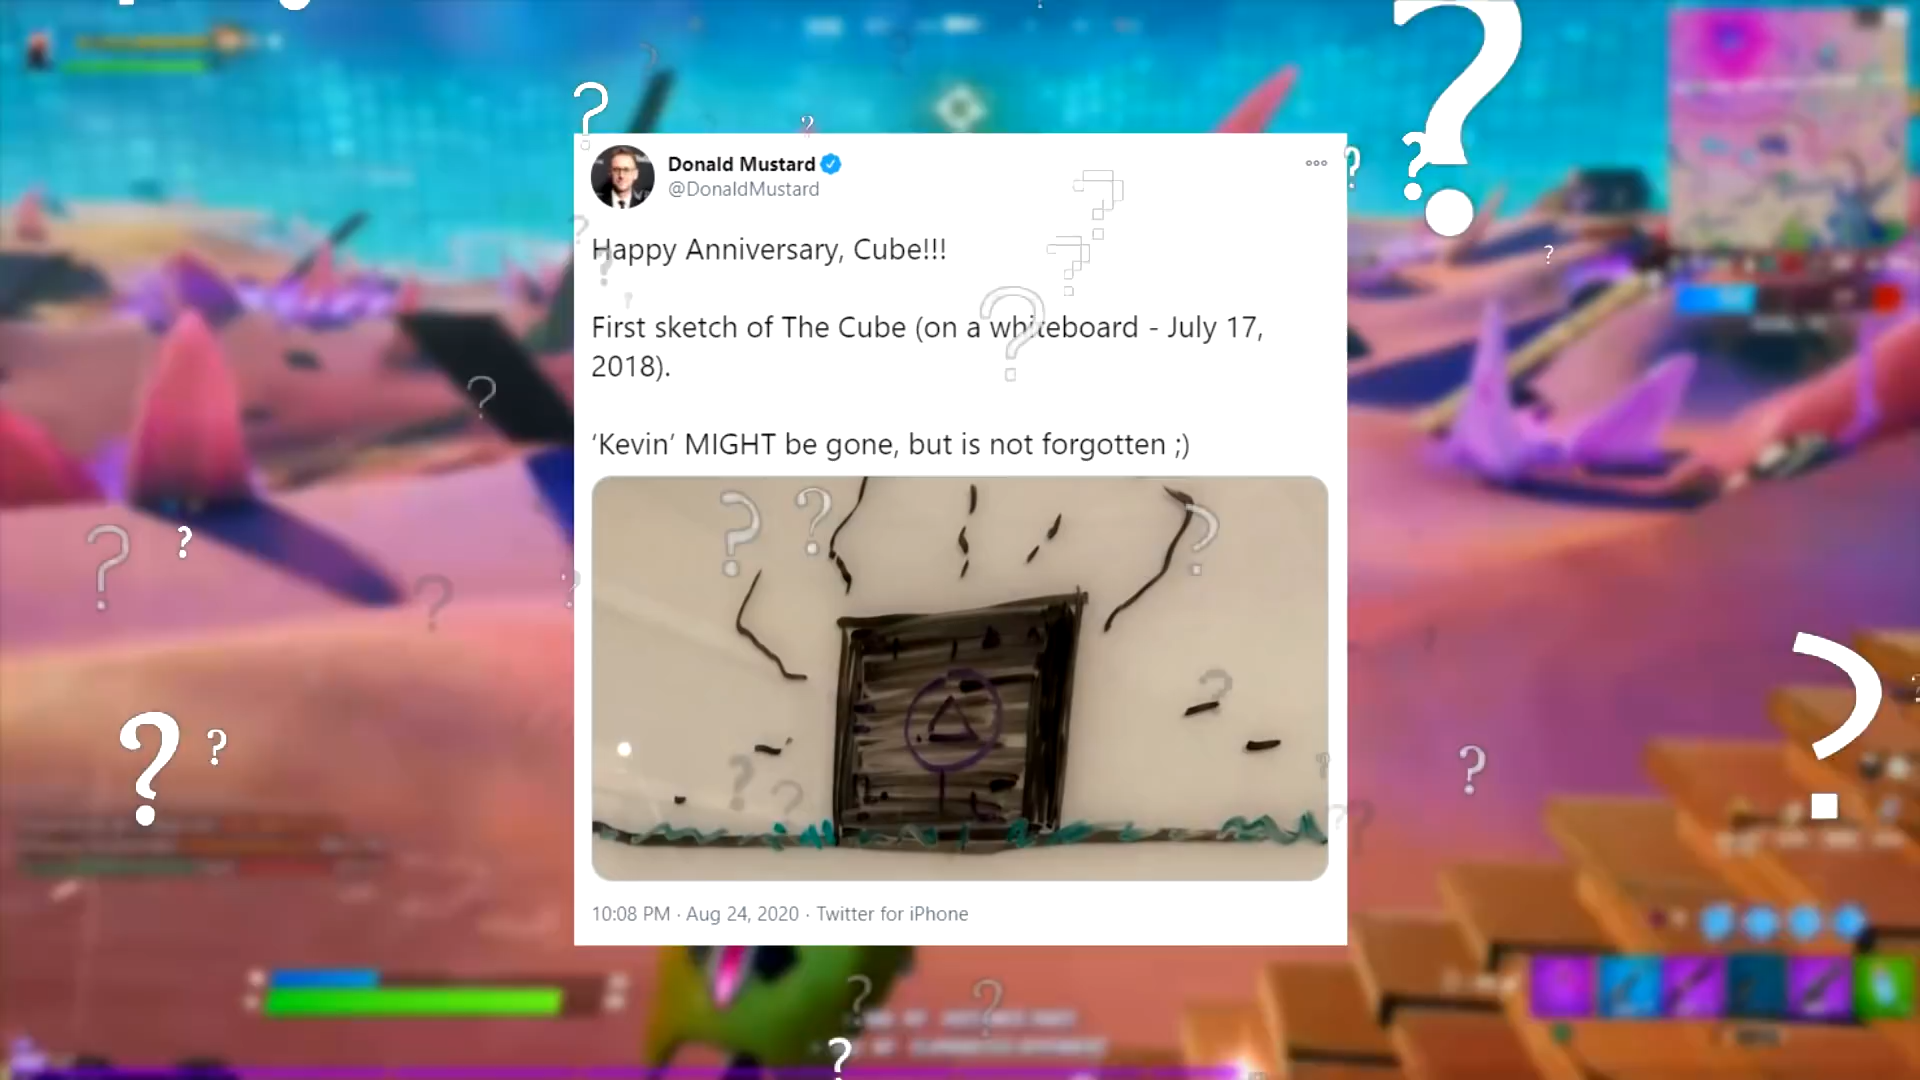 Donald Mustard
@DonaldMustard
Happy Anniversary, Cube!!!
First sketch of The Cube (on a whiteboard - July 17,
2018).
‘Kevin’ MIGHT be gone, but is not forgotten ;)
10:08 PM · Aug 24, 2020 · Twitter for iPhone